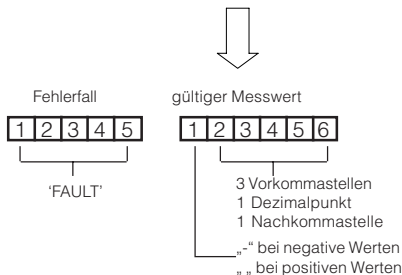 Fehlerfall gültiger Messwert
1 2 3 4 5 1 2 3 4 5 6
'FAULT'
3 Vorkommastellen
1 Dezimalpunkt
1 Nachkommastelle
„-“ bei negative Werten
„ „ bei positiven Werten